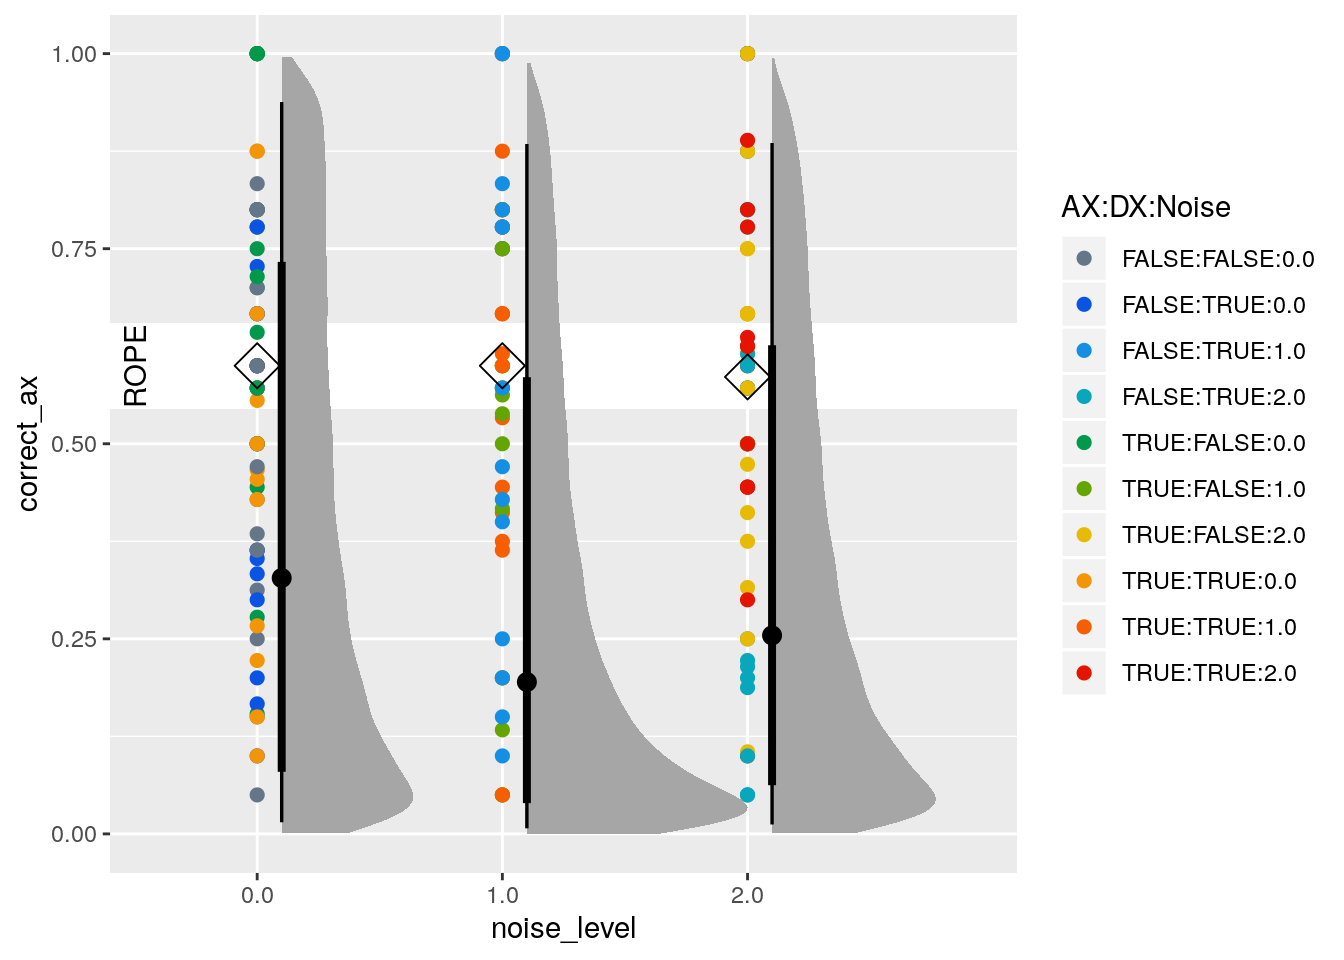 1.00
0.75
0.50
0.25
0.00
correct_ax
ROPE
0.0
1.0
2.0
noise_level
AX:DX:Noise
FALSE:FALSE:0.0
FALSE:TRUE:0.0
FALSE:TRUE:1.0
FALSE:TRUE:2.0
TRUE:FALSE:0.0
TRUE:FALSE:1.0
TRUE:FALSE:2.0
TRUE:TRUE:0.0
TRUE:TRUE:1.0
TRUE:TRUE:2.0